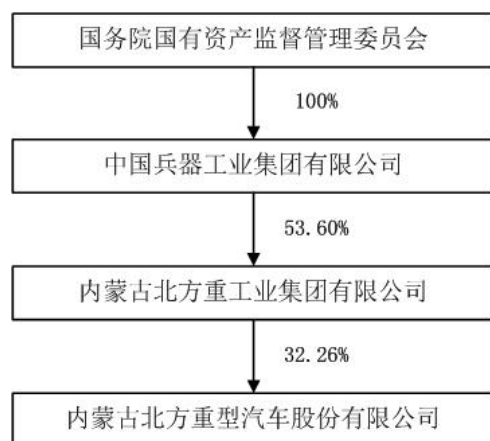 国务院国有资产监督管理委员会
100%
中国兵器工业集团有限公司
53.60%
内蒙古北方重工业集团有限公司
32.26%
内蒙古北方重型汽车股份有限公司